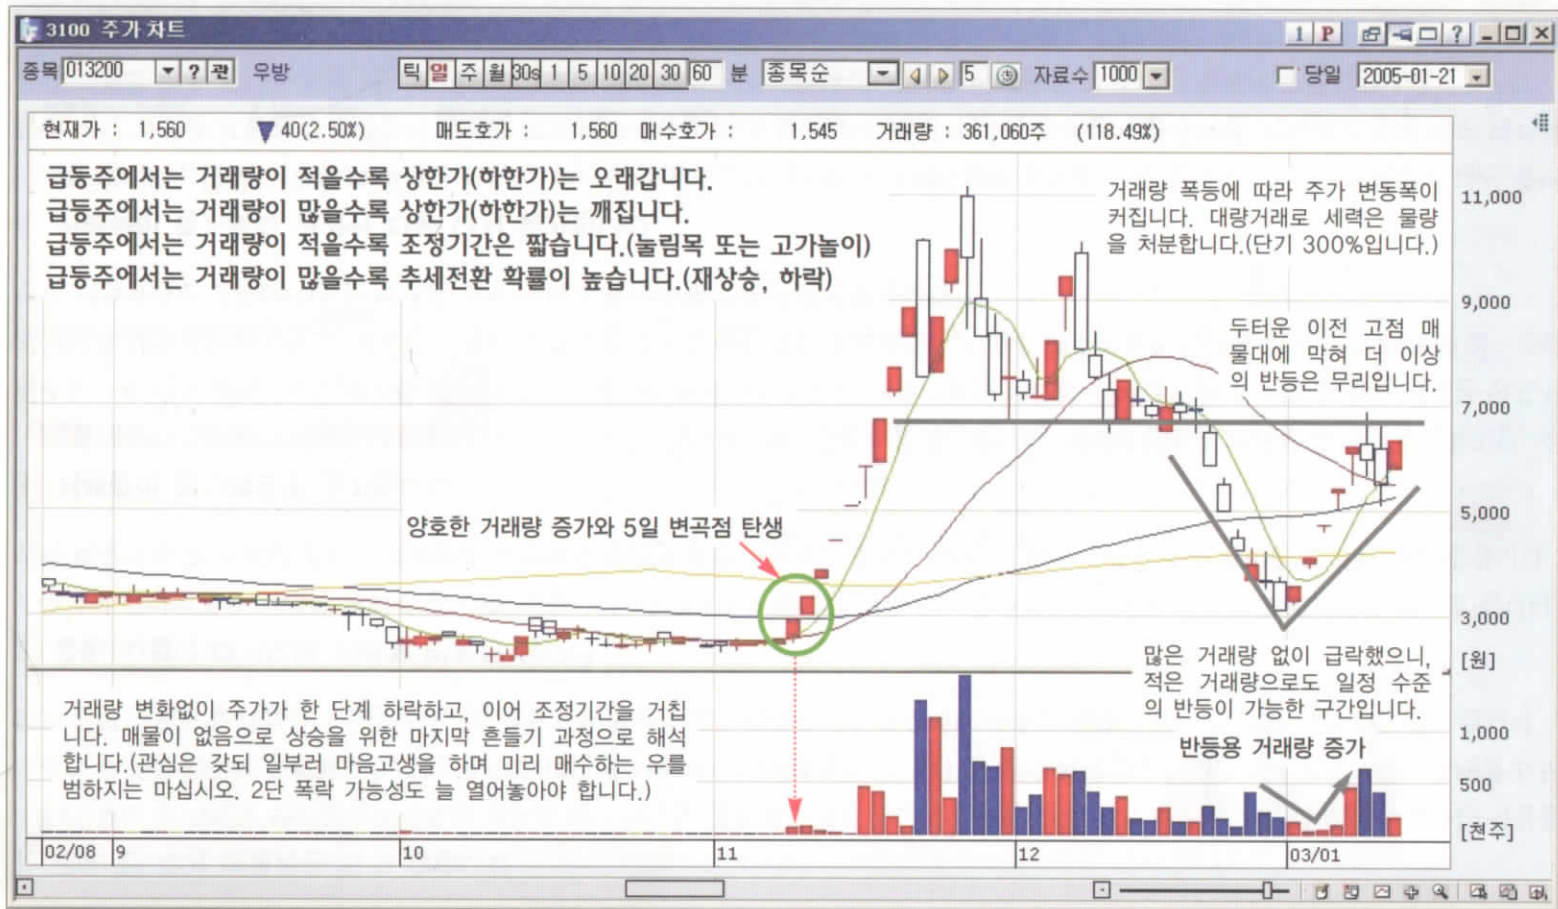 3100 주가 차트
1 P ?
종목 013200 ? 관 우방 틱 일 주 월 30s 1 5 10 20 30 60 분 종목순 5 자료수 1000 당일 2005-01-21
현재가 : 1,560 ▼ 40(2.50%) 매도호가 : 1,560 매수호가 : 1,545 거래량 : 361,060주 (118.49%)
급등주에서는 거래량이 적을수록 상한가(하한가)는 오래갑니다.
급등주에서는 거래량이 많을수록 상한가(하한가)는 깨집니다.
급등주에서는 거래량이 적을수록 조정기간은 짧습니다.(눌림목 또는 고가놀이)
급등주에서는 거래량이 많을수록 추세전환 확률이 높습니다.(재상승, 하락)
거래량 폭등에 따라 주가 변동폭이
커집니다. 대량거래로 세력은 물량
을 처분합니다.(단기 300%입니다.)
두터운 이전 고점 매
물대에 막혀 더 이상
의 반등은 무리입니다.
양호한 거래량 증가와 5일 변곡점 탄생
11,000
9,000
7,000
5,000
3,000
[원]
많은 거래량 없이 급락했으니,
적은 거래량으로도 일정 수준
의 반등이 가능한 구간입니다.
반등용 거래량 증가
거래량 변화없이 주가가 한 단계 하락하고, 이어 조정기간을 거칩
니다. 매물이 없음으로 상승을 위한 마지막 흔들기 과정으로 해석
합니다.(관심은 갖되 일부러 마음고생을 하며 미리 매수하는 우를
범하지는 마십시오. 2단 폭락 가능성도 늘 열어놓아야 합니다.)
1,000
500
[천주]
02/08 9 10 11 12 03/01